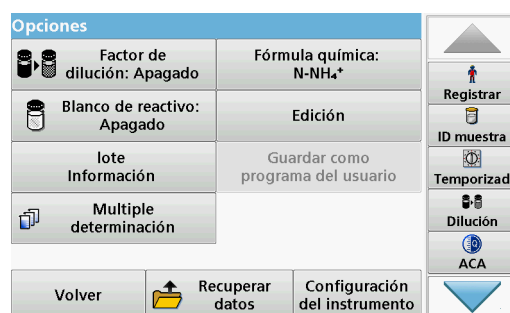 Opciones
Factor de
dilución: Apagado
Fórmula química:
N-NH₄⁺
Blanco de reactivo:
Apagado
Edición
lote
Información
Guardar como
programa del usuario
Multiple
determinación
Volver
Recuperar
datos
Configuración
del instrumento
Registrar
ID muestra
Temporizad
Dilución
ACA